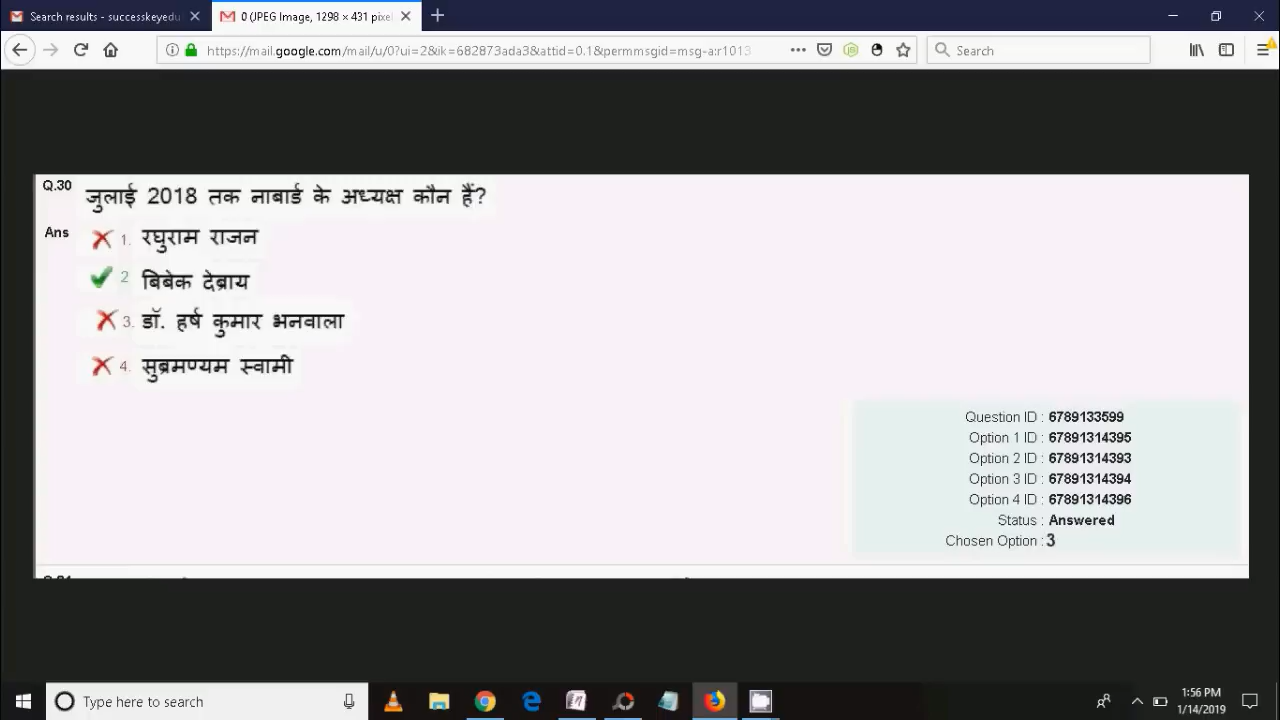 Search results - successkeyedu
0 (JPEG Image, 1298 × 431 pixel
https://mail.google.com/mail/u/0?ui=2&ik=682873ada3&attid=0.1&permmsgid=msg-a:r1013
Search
Q.30 जुलाई 2018 तक नाबार्ड के अध्यक्ष कौन हैं?
Ans 1. रघुराम राजन
2 बिबेक देब्राय
3. डॉ. हर्ष कुमार भनवाला
4. सुब्रमण्यम स्वामी
Question ID : 6789133599
Option 1 ID : 67891314395
Option 2 ID : 67891314393
Option 3 ID : 67891314394
Option 4 ID : 67891314396
Status : Answered
Chosen Option : 3
Type here to search
1:56 PM
1/14/2019